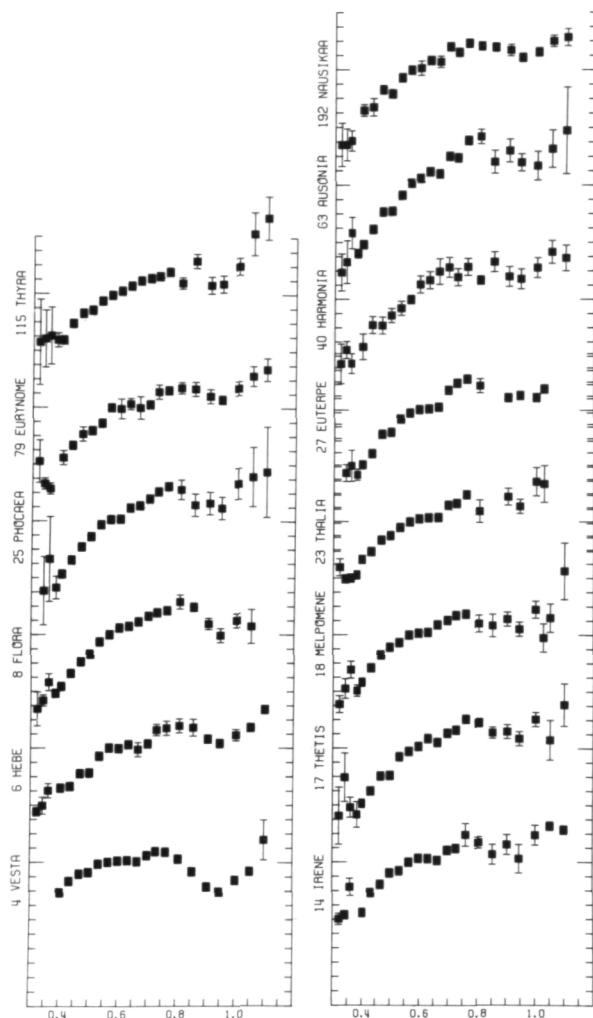 115 THYRA
79 EURYNOME
25 PHOCAEA
8 FLORA
6 HEBE
4 VESTA
0.4 0.6 0.8 1.0
192 NAUSIKAA
63 AUSONIA
40 HARMONIA
27 EUTERPE
23 THALIA
18 MELPOMENE
17 THETIS
14 IRENE
0.4 0.6 0.8 1.0